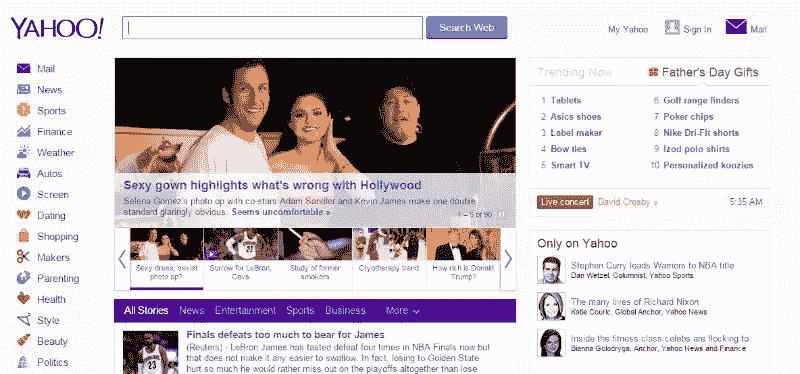 YAHOO!
Search Web
My Yahoo
Sign In
Mail
Mail
News
Sports
Finance
Weather
Autos
Screen
Dating
Shopping
Makers
Parenting
Health
Style
Beauty
Politics
Sexy gown highlights what's wrong with Hollywood
Selena Gomez's photo op with co-stars Adam Sandler and Kevin James make one double
standard glaringly obvious. Seems uncomfortable »
1 – 5 of 90
Sexy dress, sexist
photo op?
Sorrow for LeBron,
Cavs
Study of former
smokers
Cryotherapy trend
How rich is Donald
Trump?
All Stories News Entertainment Sports Business More
Finals defeats too much to bear for James
(Reuters) - LeBron James has tasted defeat four times in NBA Finals now but
that does not make it any easier to swallow. In fact, losing to Golden State
hurt so much he would rather miss out on the playoffs altogether than lose
Trending Now
Father's Day Gifts
1 Tablets
2 Asics shoes
3 Label maker
4 Bow ties
5 Smart TV
6 Golf range finders
7 Poker chips
8 Nike Dri-Fit shorts
9 Izod polo shirts
10 Personalized koozies
Live concert David Crosby » 5:35 AM
Only on Yahoo
Stephen Curry leads Warriors to NBA title
Dan Wetzel, Columnist, Yahoo Sports
The many lives of Richard Nixon
Katie Couric, Global Anchor, Yahoo News
Inside the fitness class celebs are flocking to
Bianna Golodryga, Anchor, Yahoo News and Finance